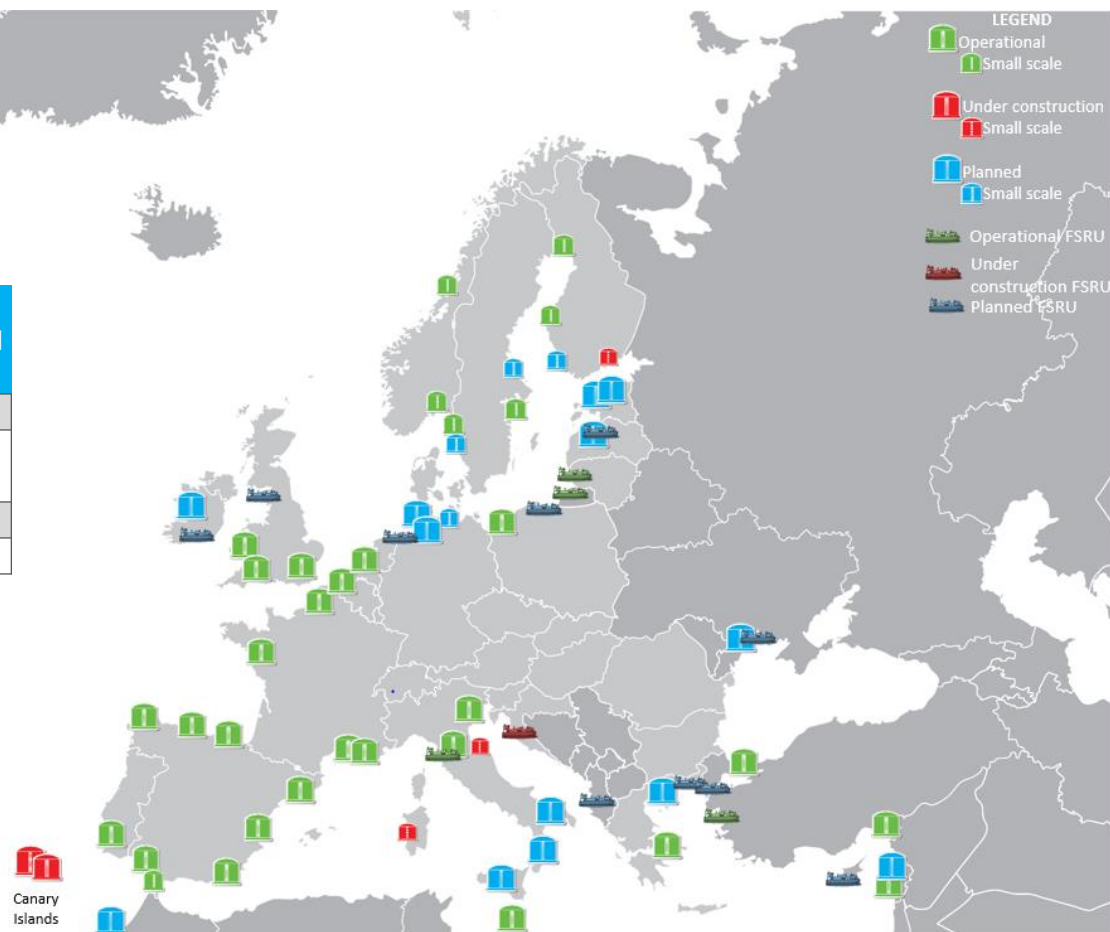 LEGEND
Operational
Small scale
Under construction
Small scale
Planned
Small scale
Operational FSRU
Under
construction FSRU
Planned FSRU
Canary
Islands